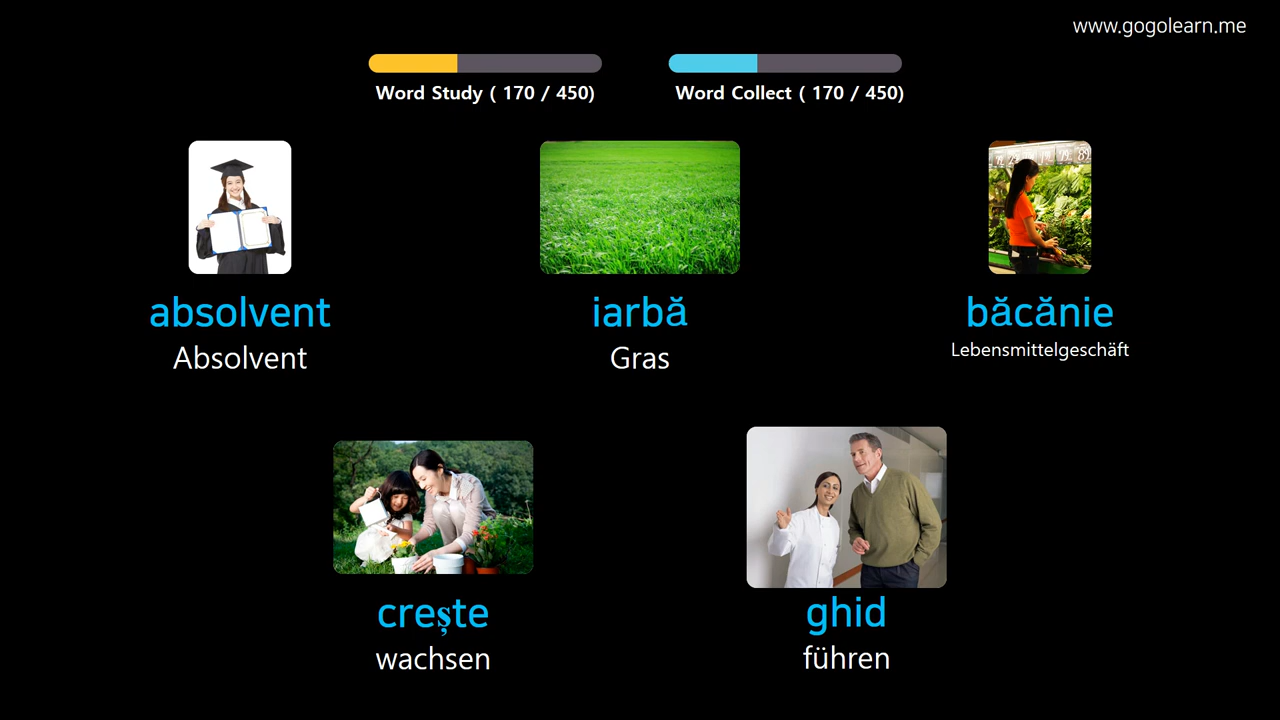 www.gogolearn.me
Word Study ( 170 / 450)
Word Collect ( 170 / 450)
absolvent
Absolvent
iarbă
Gras
băcănie
Lebensmittelgeschäft
crește
wachsen
ghid
führen